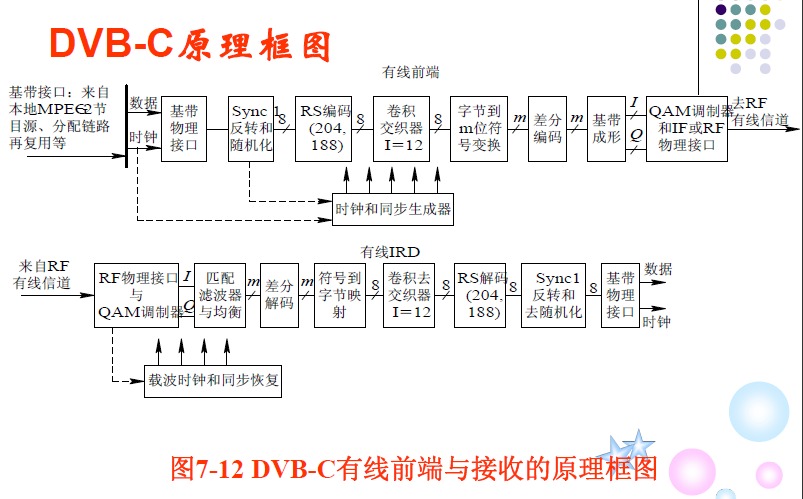 DVB-C原理框图
有线前端
基带接口：来自
本地MPEG-2节
目源、分配链路
再复用等
数据
时钟
基带
物理
接口
Sync 1
反转和
随机化
8
RS编码
(204,
188)
8
卷积
交织器
I＝12
8
字节到
m位符
号变换
m
差分
编码
m
基带
成形
I
Q
QAM调制器
和IF或RF
物理接口
去RF
有线信道
时钟和同步生成器
有线IRD
来自RF
有线信道
RF物理接口
与
QAM调制器
I
Q
匹配
滤波器
与均衡
m
差分
解码
m
符号到
字节映
射
8
卷积去
交织器
I＝12
8
RS解码
(204,
188)
8
Sync1
反转和
去随机化
8
基带
物理
接口
数据
时钟
载波时钟和同步恢复
图7-12 DVB-C有线前端与接收的原理框图